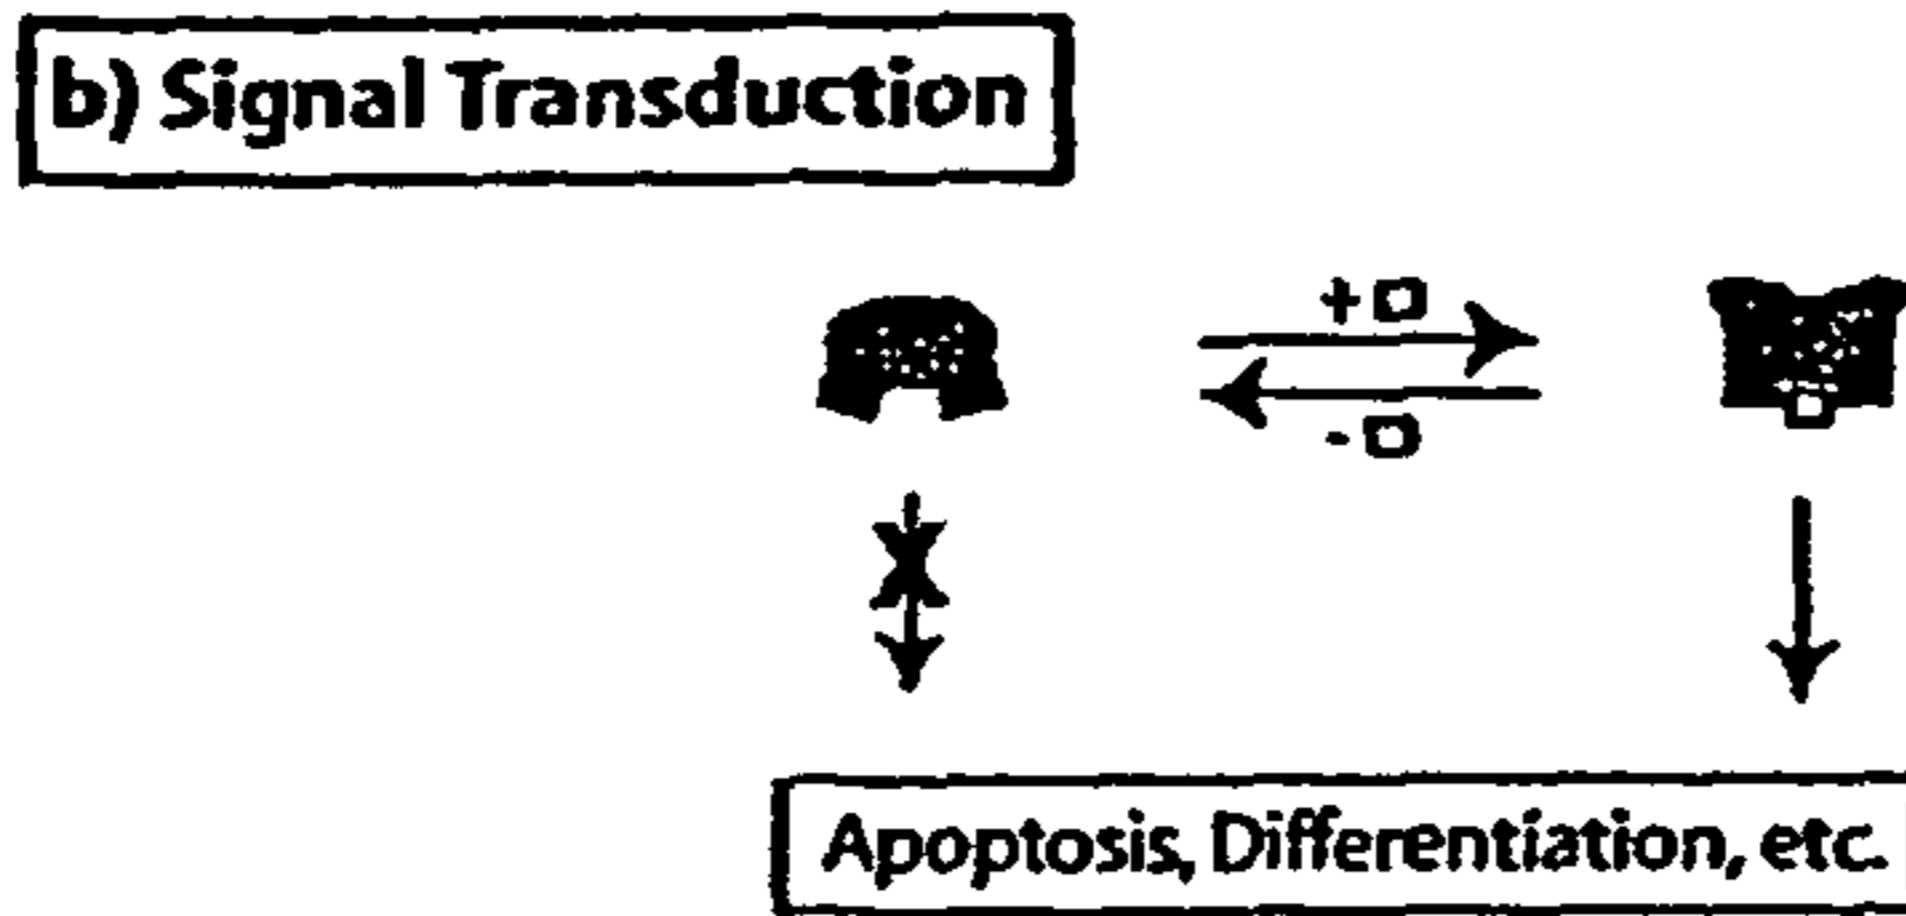 b) Signal Transduction
+
-
Apoptosis, Differentiation, etc.